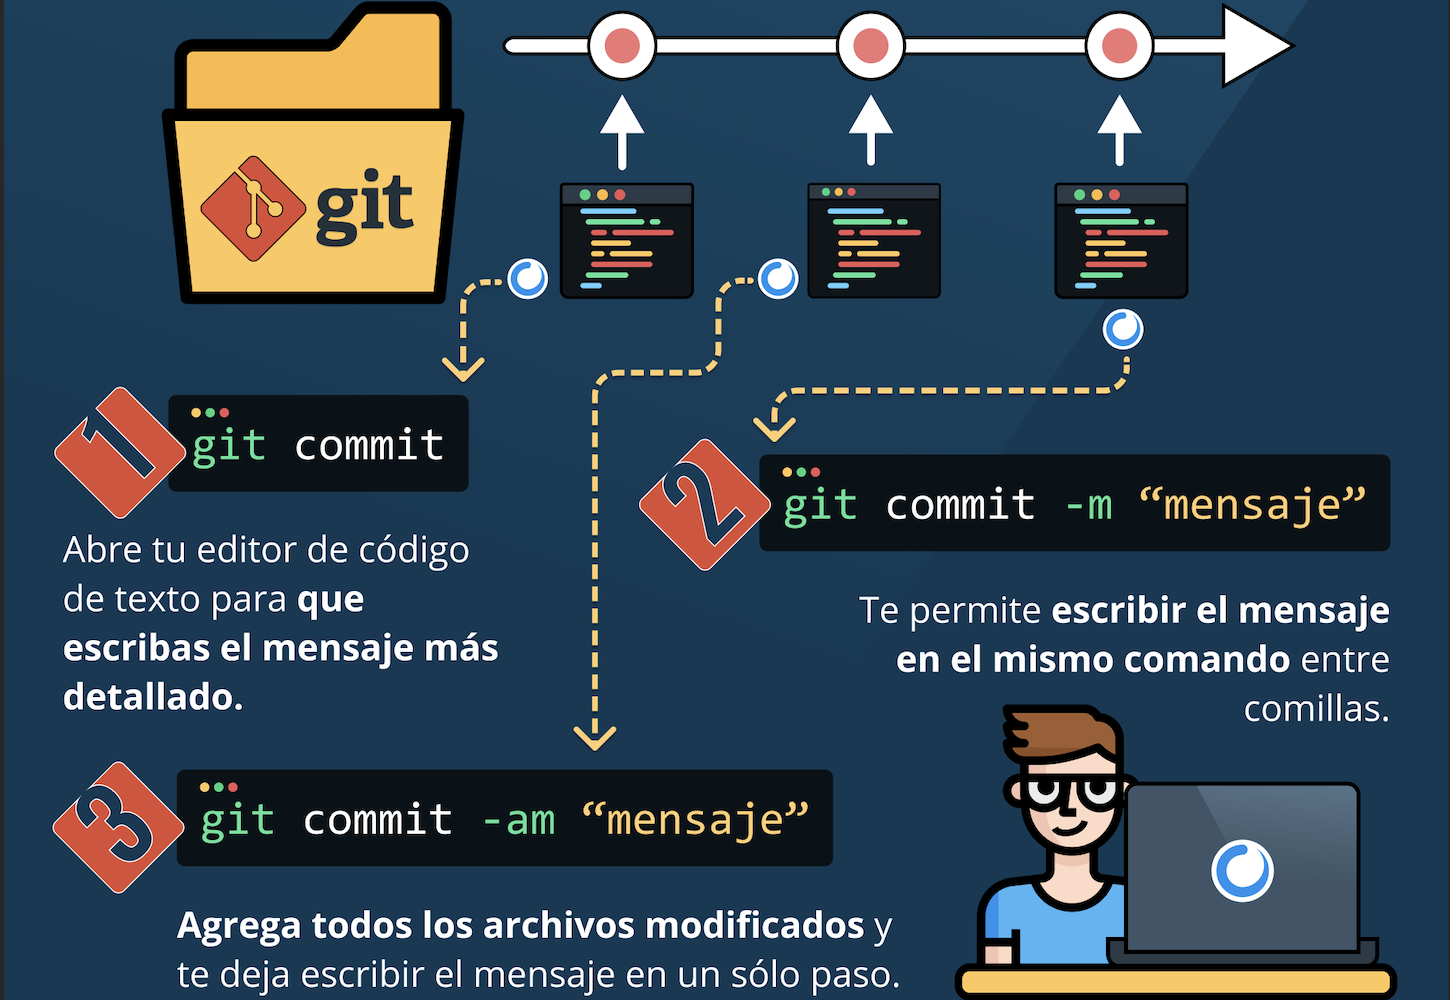 git
1
git commit
Abre tu editor de código
de texto para que
escribas el mensaje más
detallado.
2
git commit -m “mensaje”
Te permite escribir el mensaje
en el mismo comando entre
comillas.
3
git commit -am “mensaje”
Agrega todos los archivos modificados y
te deja escribir el mensaje en un sólo paso.